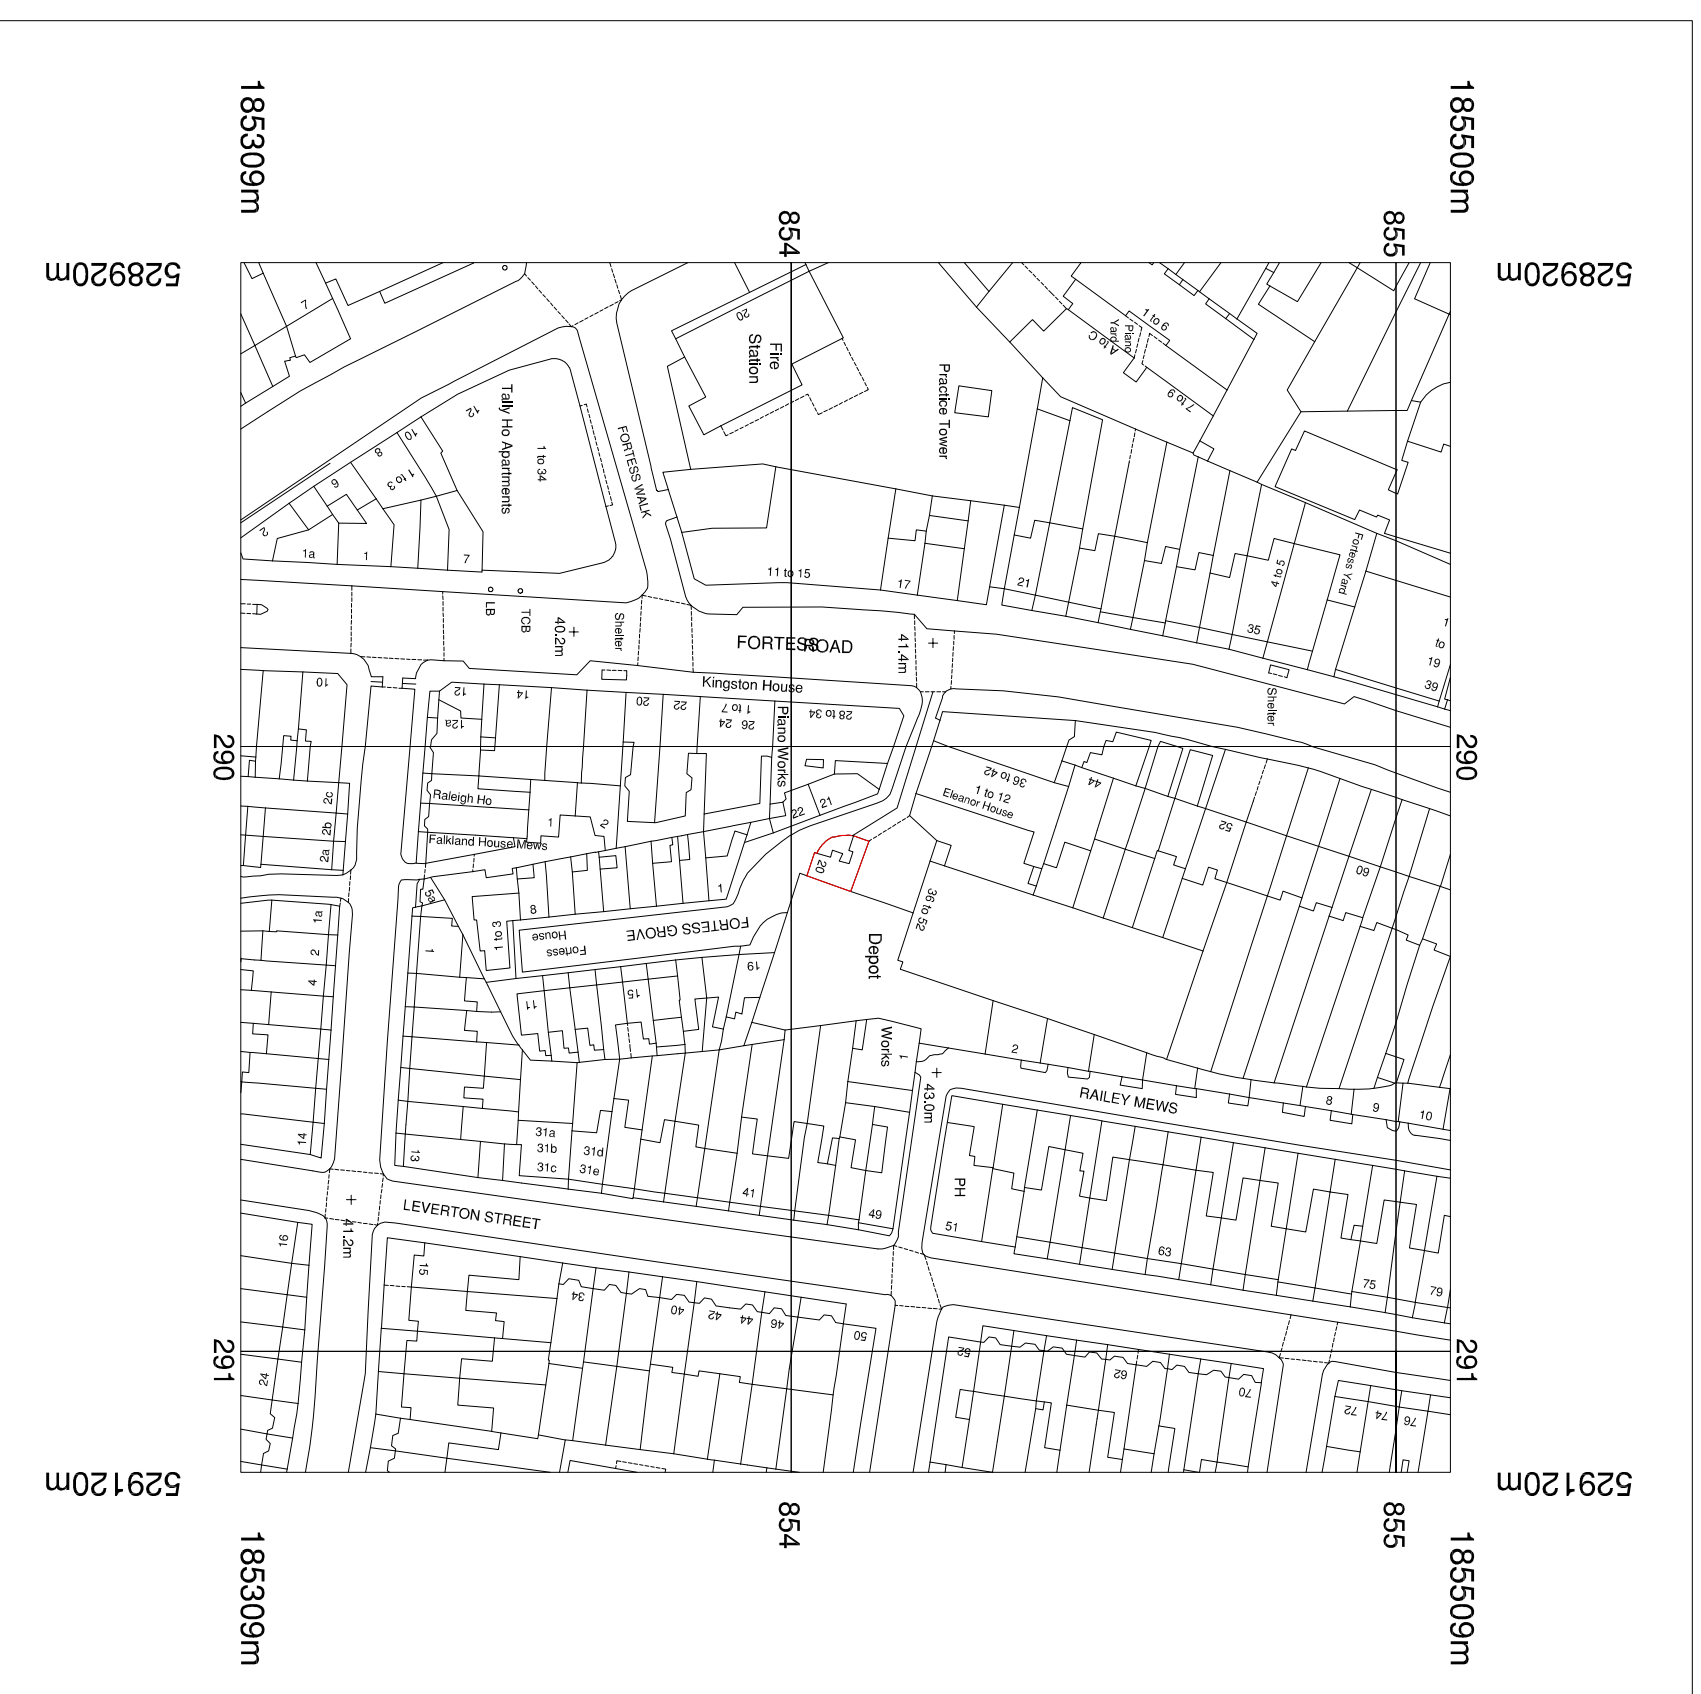 185309m
185509m
854
855
528920m
528920m
7
20
Fire
Station
Practice Tower
1 to 6
Piano
Yard
A to C
7 to 9
12
Tally Ho Apartments
1 to 34
FORTESS WALK
10
8
1 to 3
6
2
1a
1
7
11 to 15
17
21
4 to 5
Fortess Yard
35
1
to
19
39
LB
TCB
40.2m
Shelter
FORTESS ROAD
41.4m
Shelter
Kingston House
10
12
12a
14
20
22
1 to 7
24
26
Piano Works
28 to 34
290
290
2c
2b
2a
Raleigh Ho
Falkland House
Mews
1
2
22
21
36 to 42
1 to 12
Eleanor House
44
52
60
20
5a
1
8
1 to 3
Fortess
House
FORTESS GROVE
36 to 52
Depot
1a
2
4
1
11
15
19
Works
1
2
43.0m
RAILEY MEWS
8
9
10
14
13
31a
31b
31c
31d
31e
41
49
PH
51
63
75
79
LEVERTON STREET
41.2m
16
15
34
40
42
44
46
50
52
62
70
72
74
76
24
291
291
529120m
529120m
854
855
185309m
185509m